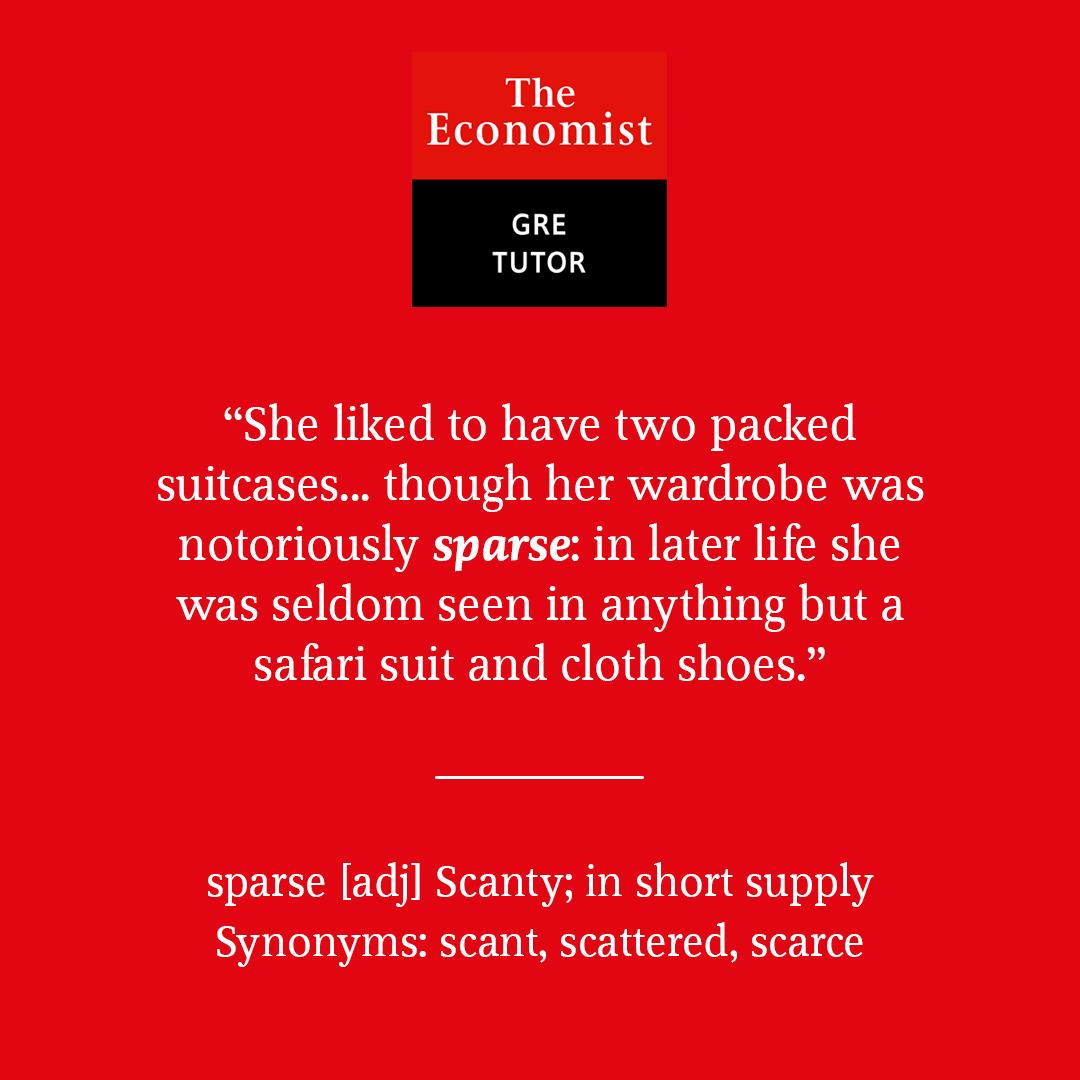 The
Economist
GRE
TUTOR
“She liked to have two packed
suitcases... though her wardrobe was
notoriously sparse: in later life she
was seldom seen in anything but a
safari suit and cloth shoes.”
sparse [adj] Scanty; in short supply
Synonyms: scant, scattered, scarce